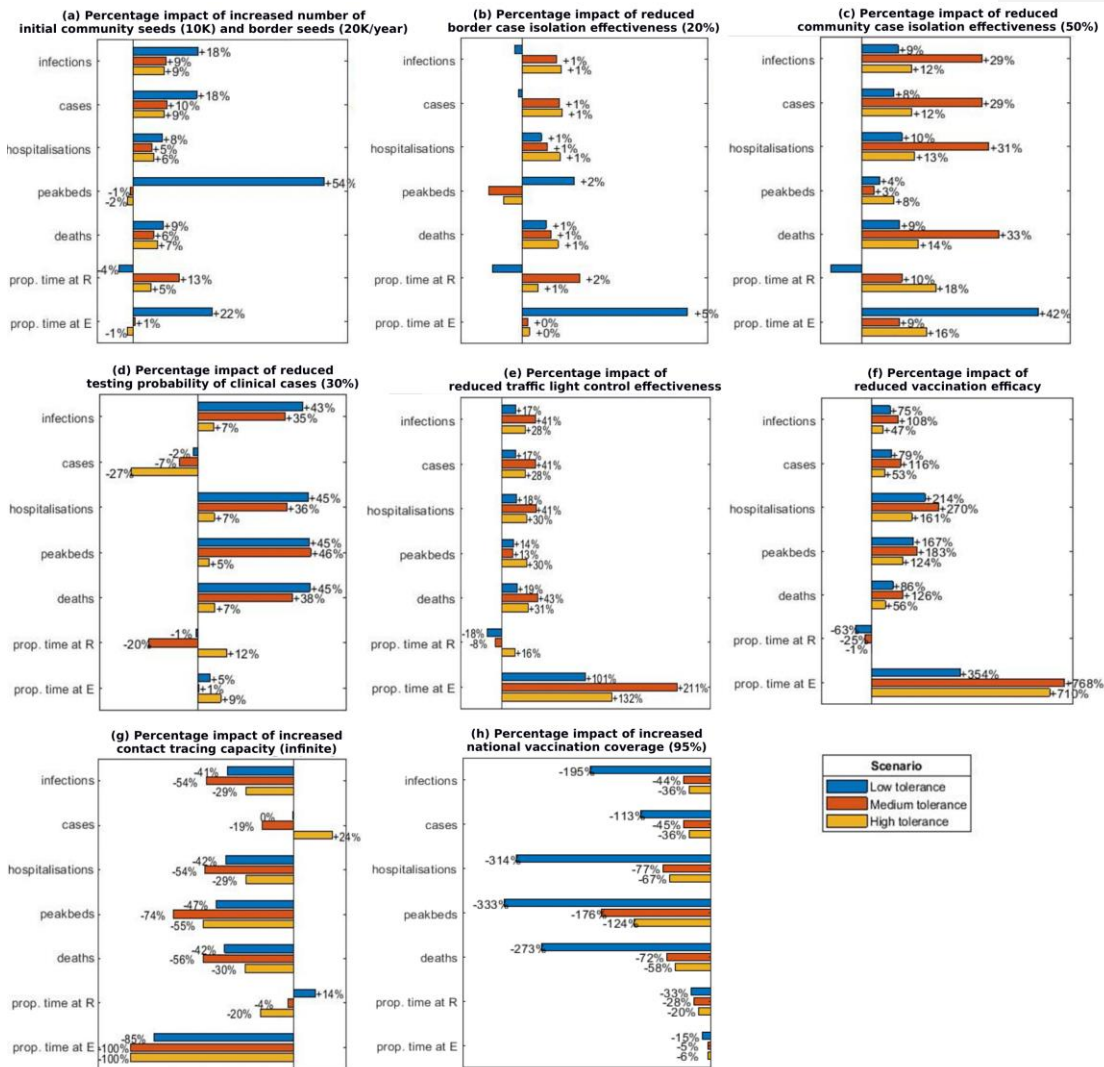 (a) Percentage impact of increased number of
initial community seeds (10K) and border seeds (20K/year)
infections
+18%
+9%
+9%
cases
+18%
+10%
+9%
hospitalisations
+8%
+5%
+6%
peakbeds
+54%
-1%
-2%
deaths
+9%
+6%
+7%
prop. time at R
-4%
+13%
+5%
prop. time at E
+22%
+1%
-1%
(b) Percentage impact of reduced
border case isolation effectiveness (20%)
infections
+1%
+1%
cases
+1%
+1%
hospitalisations
+1%
+1%
+1%
peakbeds
+2%
deaths
+1%
+1%
+1%
prop. time at R
+2%
+1%
prop. time at E
+5%
+0%
+0%
(c) Percentage impact of reduced
community case isolation effectiveness (50%)
infections
+9%
+29%
+12%
cases
+8%
+29%
+12%
hospitalisations
+10%
+31%
+13%
peakbeds
+4%
+3%
+8%
deaths
+9%
+33%
+14%
prop. time at R
+10%
+18%
prop. time at E
+42%
+9%
+16%
(d) Percentage impact of reduced
testing probability of clinical cases (30%)
infections
+43%
+35%
+7%
cases
-2%
-7%
-27%
hospitalisations
+45%
+36%
+7%
peakbeds
+45%
+46%
+5%
deaths
+45%
+38%
+7%
prop. time at R
-1%
-20%
+12%
prop. time at E
+5%
+1%
+9%
(e) Percentage impact of
reduced traffic light control effectiveness
infections
+17%
+41%
+28%
cases
+17%
+41%
+28%
hospitalisations
+18%
+41%
+30%
peakbeds
+14%
+13%
+30%
deaths
+19%
+43%
+31%
prop. time at R
-18%
-8%
+16%
prop. time at E
+101%
+211%
+132%
(f) Percentage impact of
reduced vaccination efficacy
infections
+75%
+108%
+47%
cases
+79%
+116%
+53%
hospitalisations
+214%
+270%
+161%
peakbeds
+167%
+183%
+124%
deaths
+86%
+126%
+56%
prop. time at R
-63%
-25%
-1%
prop. time at E
+354%
+768%
+710%
(g) Percentage impact of increased
contact tracing capacity (infinite)
infections
-41%
-54%
-29%
cases
0%
-19%
+24%
hospitalisations
-42%
-54%
-29%
peakbeds
-47%
-74%
-55%
deaths
-42%
-56%
-30%
prop. time at R
+14%
-4%
-20%
prop. time at E
-85%
-100%
-100%
(h) Percentage impact of increased
national vaccination coverage (95%)
infections
-195%
-44%
-36%
cases
-113%
-45%
-36%
hospitalisations
-314%
-77%
-67%
peakbeds
-333%
-176%
-124%
deaths
-273%
-72%
-58%
prop. time at R
-33%
-28%
-20%
prop. time at E
-15%
-5%
-6%
Scenario
Low tolerance
Medium tolerance
High tolerance